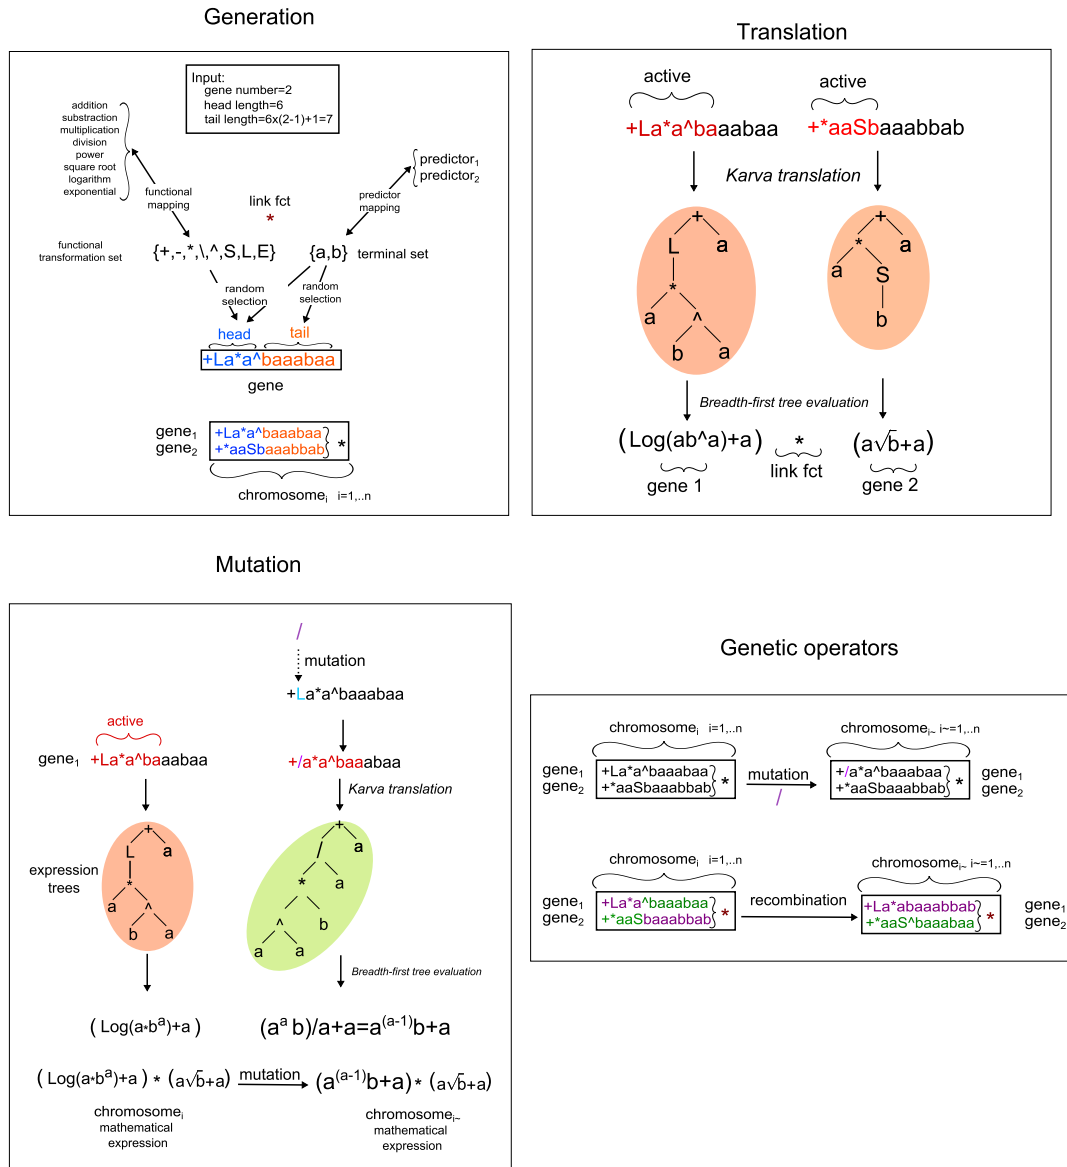 Generation
Input:
gene number=2
head length=6
tail length=6x(2-1)+1=7
addition
substraction
multiplication
division
power
square root
logarithm
exponential
functional
mapping
link fct
*
predictor
mapping
predictor1
predictor2
functional
transformation set
{+,-,*,\,^,S,L,E}
{a,b}
terminal set
random
selection
random
selection
head
tail
+La*a^baaabaa
gene
gene1
gene2
+La*a^baaabaa
+*aaSbaaabbab
*
chromosomei i=1,..n
Translation
active
active
+La*a^baaabaa
+*aaSbaaabbab
Karva translation
+
L a
*
a ^
b a
+
* a
a S
b
Breadth-first tree evaluation
(Log(ab^a)+a)
*
(a√b+a)
link fct
gene 1
gene 2
Mutation
/
mutation
+La*a^baaabaa
active
gene1
+La*a^baaabaa
+/a*a^baaabaa
Karva translation
expression
trees
+
L a
*
a ^
b a
+
/ a
* a
^ b
a a
Breadth-first tree evaluation
(Log(a*b^a)+a)
(a^a b)/a+a=a^(a-1)b+a
(Log(a*b^a)+a) * (a√b+a)
mutation
(a^(a-1)b+a) * (a√b+a)
chromosomei
mathematical
expression
chromosomei~
mathematical
expression
Genetic operators
chromosomei i=1,..n
chromosomei~ i~=1,..n
gene1
gene2
+La*a^baaabaa
+*aaSbaaabbab
*
mutation
/
+/a*a^baaabaa
+*aaSbaaabbab
*
gene1
gene2
chromosomei i=1,..n
chromosomei~ i~=1,..n
gene1
gene2
+La*a^baaabaa
+*aaSbaaabbab
*
recombination
+La*abaaabbab
+*aaS^baaabaa
*
gene1
gene2